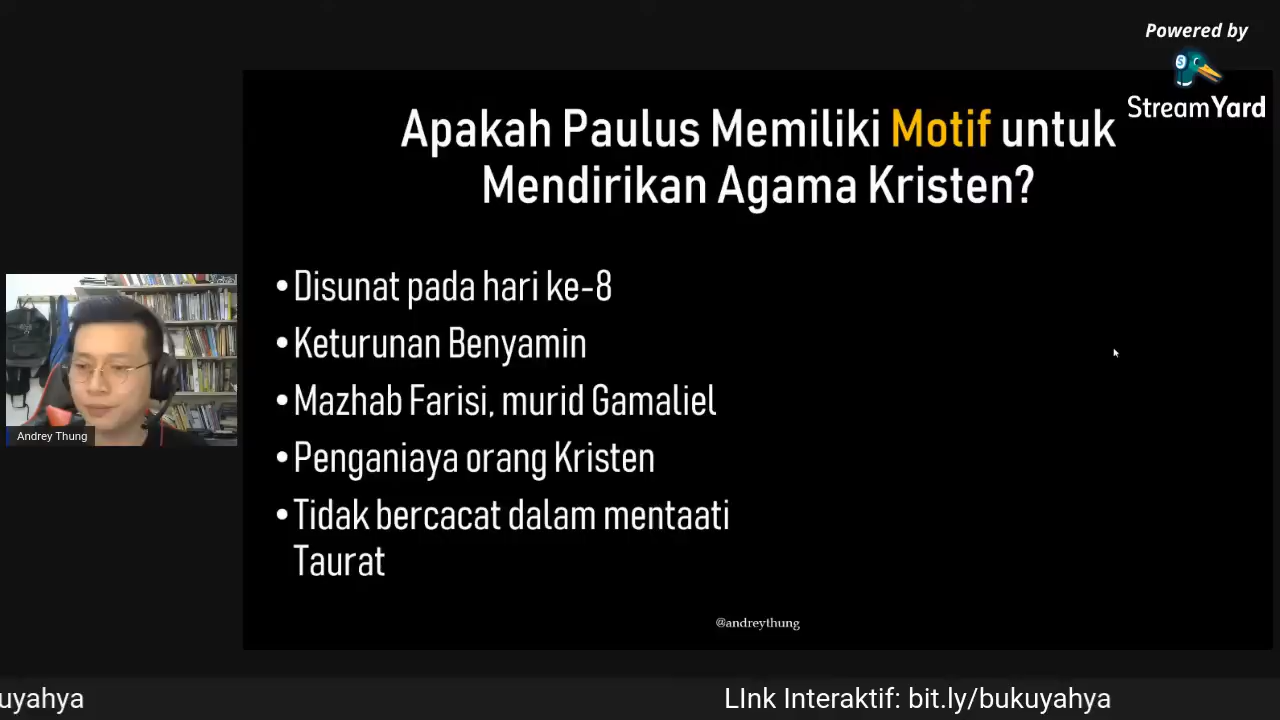 Powered by
StreamYard
Apakah Paulus Memiliki Motif untuk
Mendirikan Agama Kristen?
•Disunat pada hari ke-8
•Keturunan Benyamin
•Mazhab Farisi, murid Gamaliel
•Penganiaya orang Kristen
•Tidak bercacat dalam mentaati
Taurat
Andrey Thung
@andreythung
uyahya LInk Interaktif: bit.ly/bukuyahya